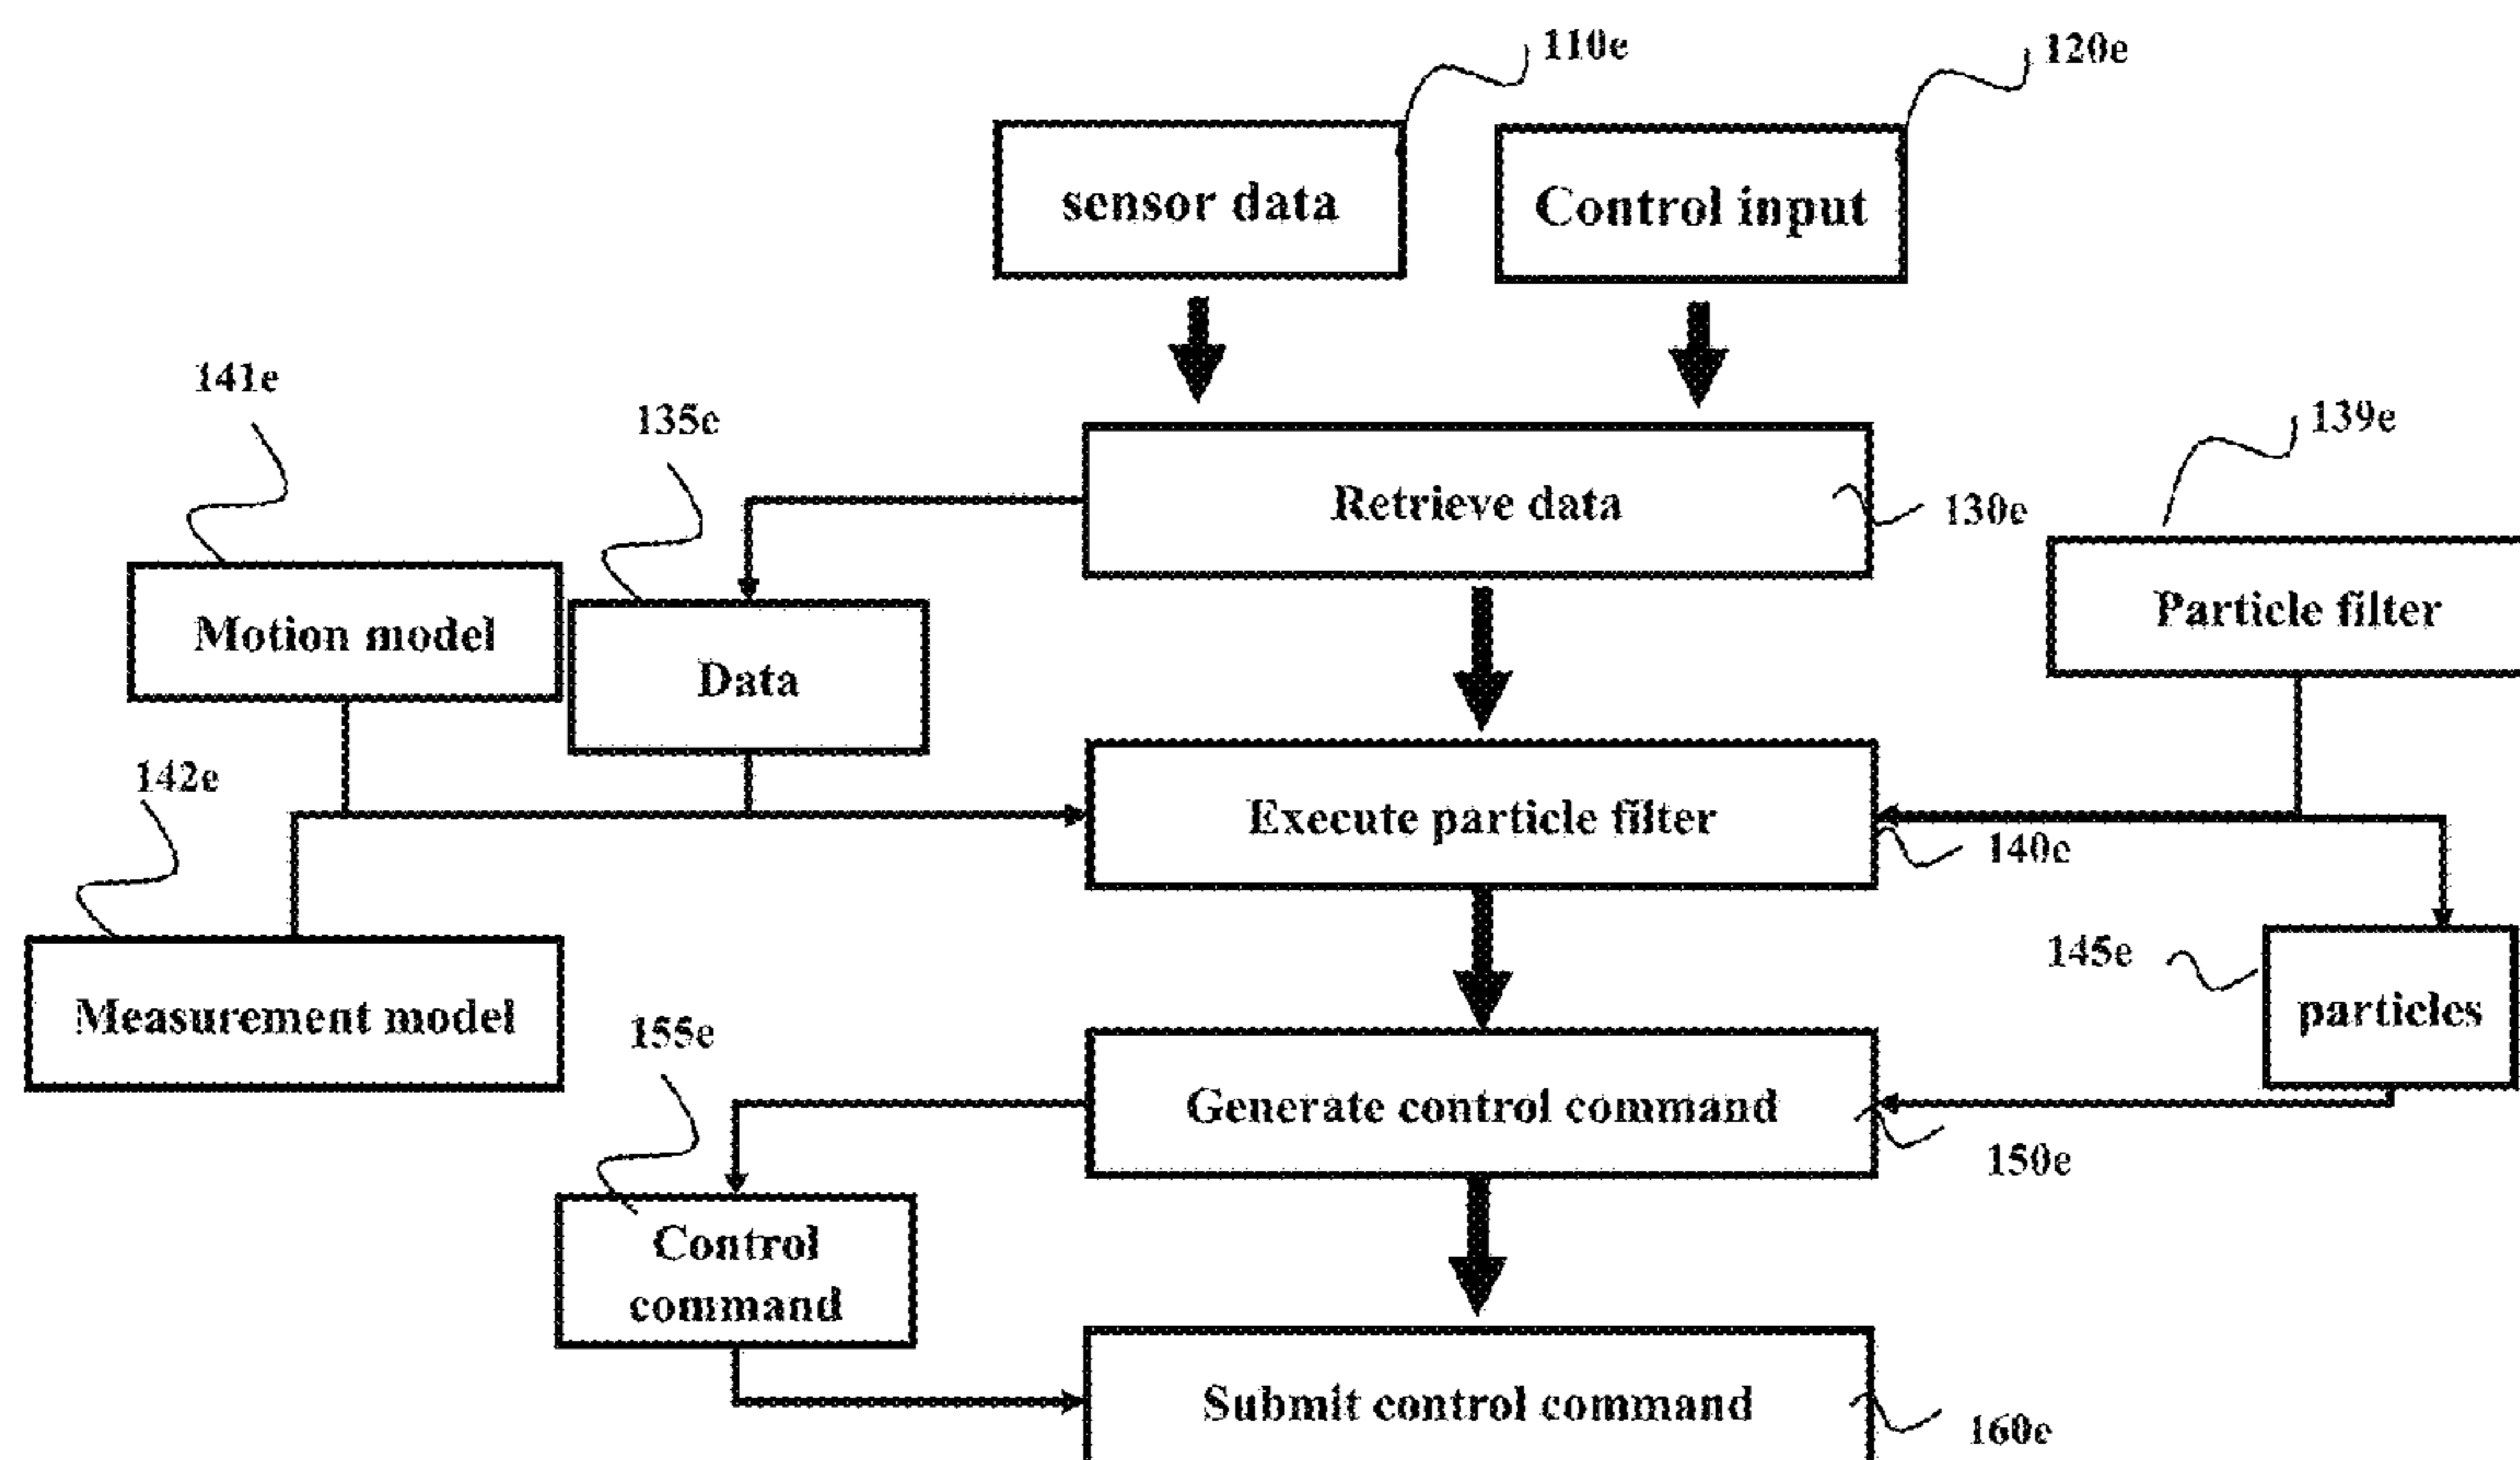 110e
120e
sensor data
Control input
141e
135e
139e
Retrieve data
130e
Motion model
Data
Particle filter
142e
Execute particle filter
140e
145e
Measurement model
particles
155e
Generate control command
150e
Control
command
Submit control command
160e